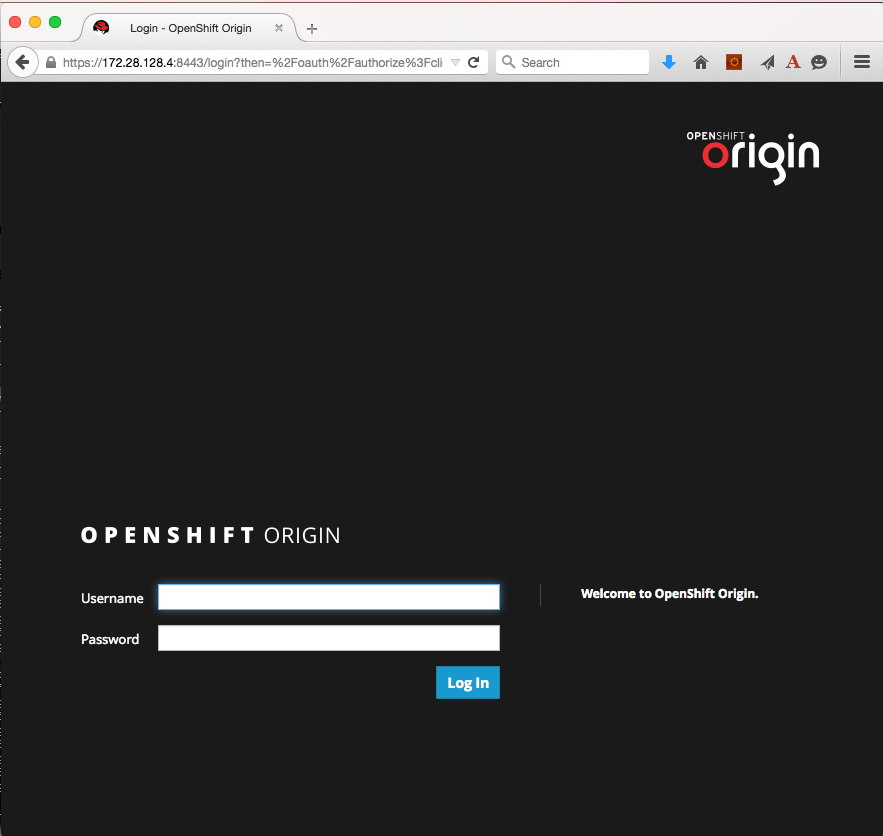 Login - OpenShift Origin
https://172.28.128.4:8443/login?then=%2Foauth%2Fauthorize%3Fcli
Search
OPENSHIFT
origin
OPENSHIFT ORIGIN
Username
Welcome to OpenShift Origin.
Password
Log In